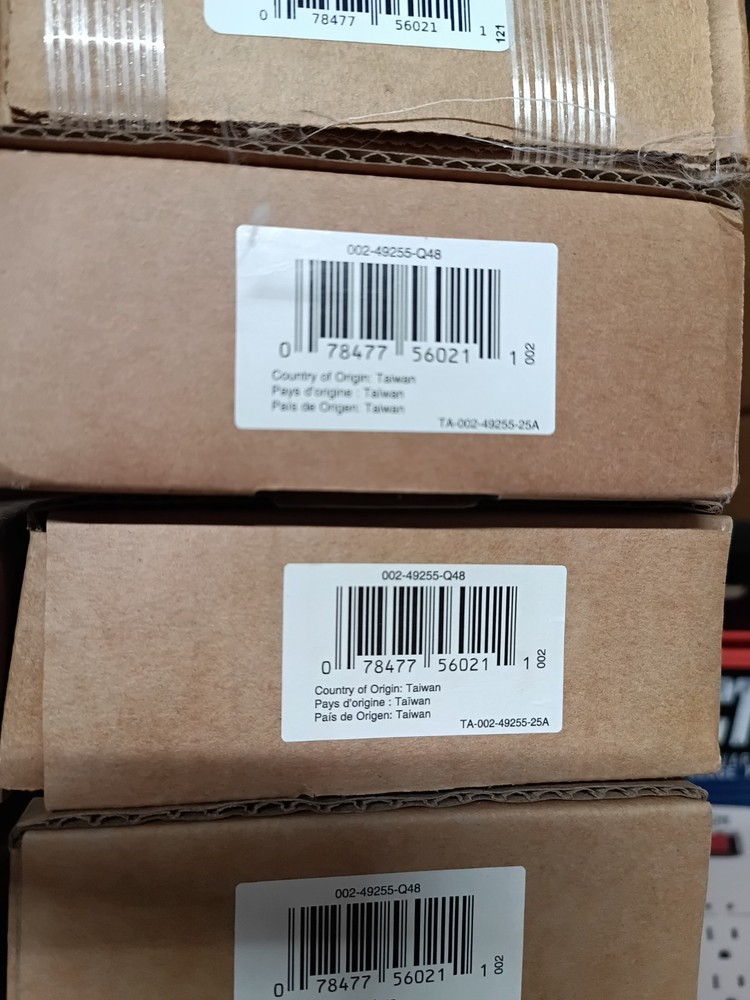 0 78477 56021 1 121
002-49255-Q48
0 78477 56021 1 002
Country of Origin: Taiwan
Pays d'origine : Taïwan
País de Origen: Taiwan
TA-002-49255-25A
002-49255-Q48
0 78477 56021 1 002
Country of Origin: Taiwan
Pays d'origine : Taïwan
País de Origen: Taiwan
TA-002-49255-25A
002-49255-Q48
0 78477 56021 1 002